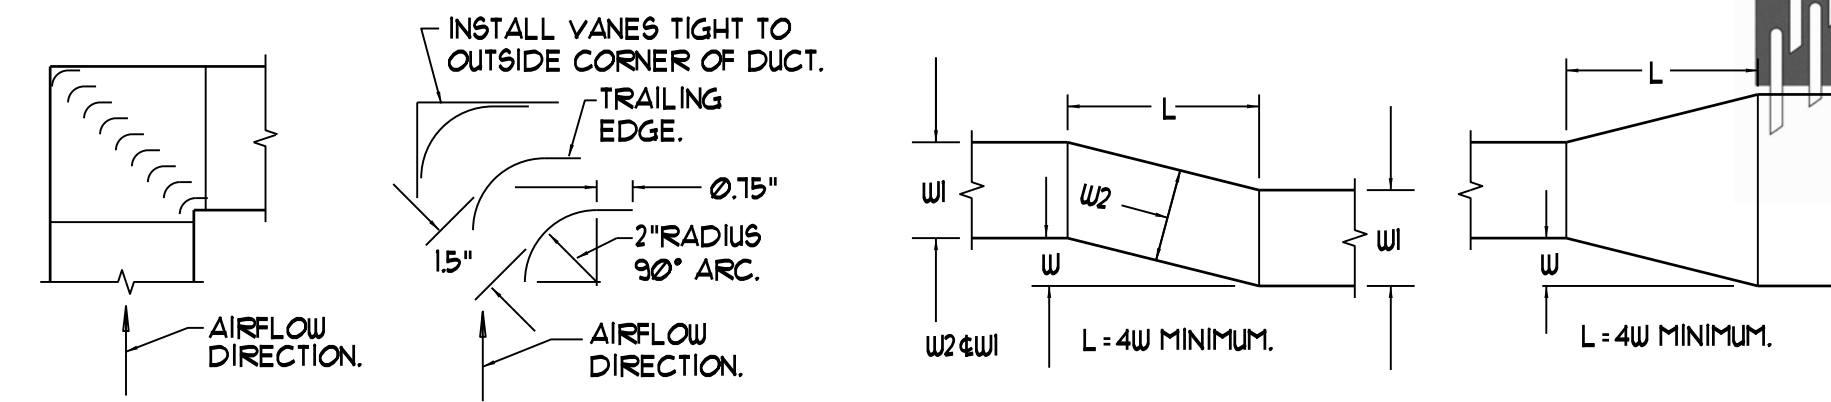 AIRFLOW
DIRECTION.
INSTALL VANES TIGHT TO
OUTSIDE CORNER OF DUCT.
TRAILING
EDGE.
Ø.75"
2"RADIUS
90° ARC.
1.5"
AIRFLOW
DIRECTION.
L
W1
W2
W
W1
W2 ¢ W1
L = 4W MINIMUM.
L
W
L = 4W MINIMUM.